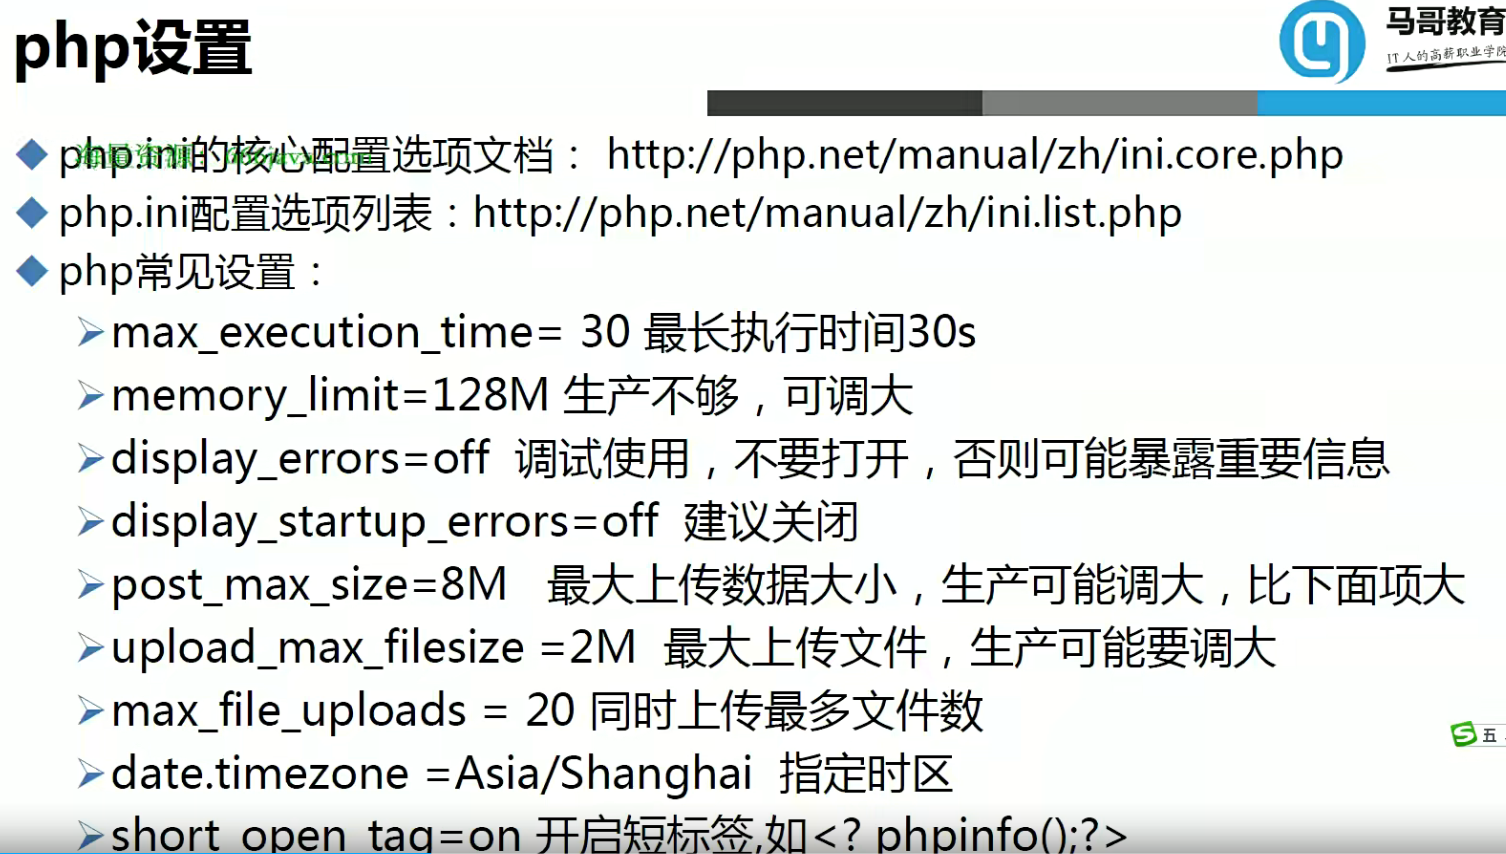 php设置
马哥教育
IT人的高薪职业学院
php.ini的核心配置选项文档： http://php.net/manual/zh/ini.core.php
php.ini配置选项列表：http://php.net/manual/zh/ini.list.php
php常见设置：
max_execution_time= 30 最长执行时间30s
memory_limit=128M 生产不够，可调大
display_errors=off 调试使用，不要打开，否则可能暴露重要信息
display_startup_errors=off 建议关闭
post_max_size=8M 最大上传数据大小，生产可能调大，比下面项大
upload_max_filesize =2M 最大上传文件，生产可能要调大
max_file_uploads = 20 同时上传最多文件数
date.timezone =Asia/Shanghai 指定时区
short_open_tag=on 开启短标签,如<? phpinfo();?>
五